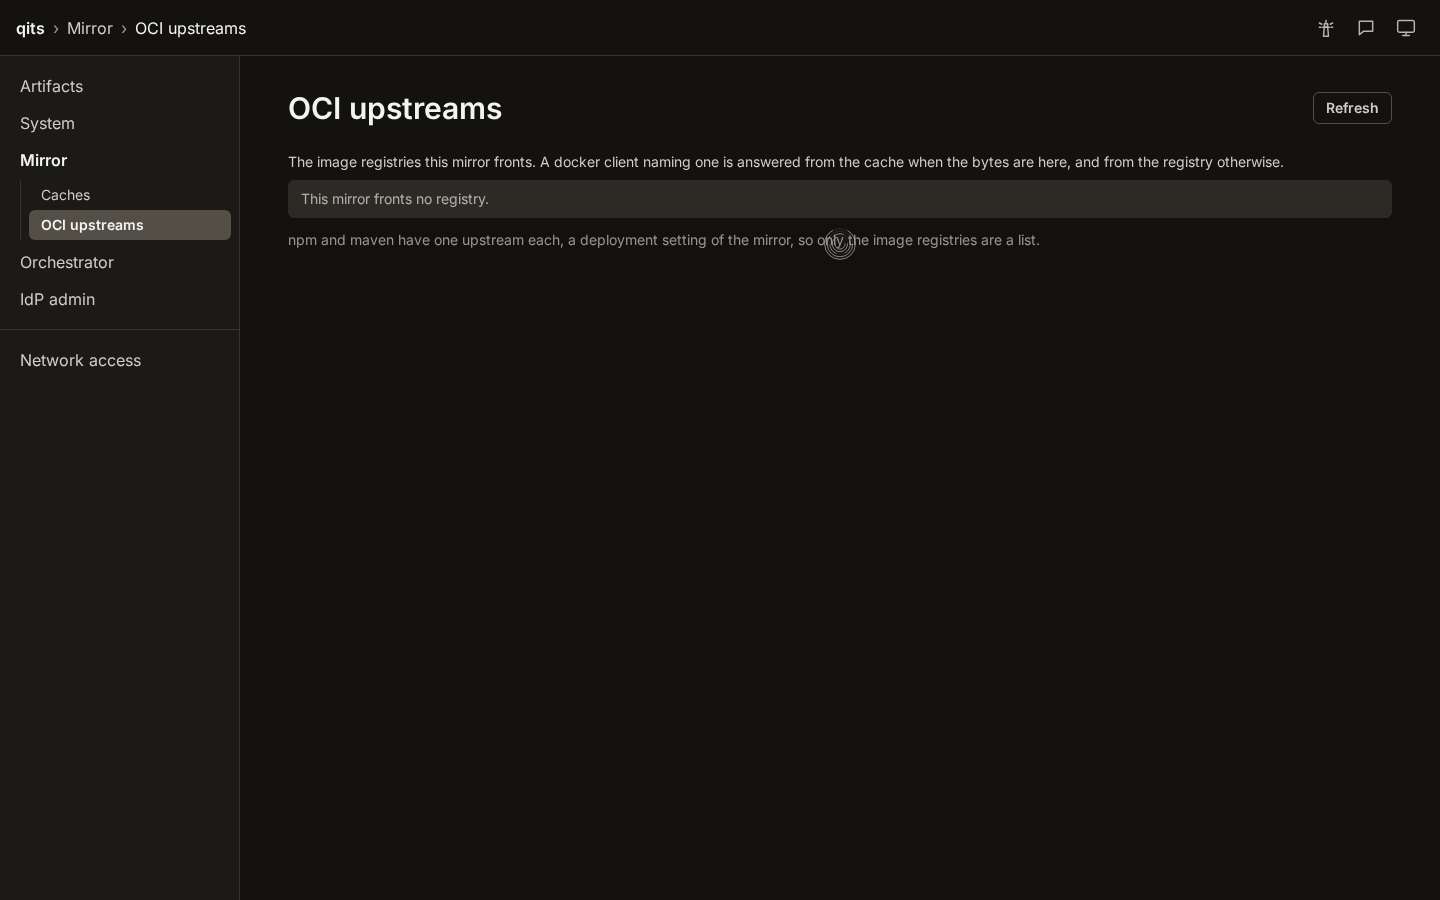 qits › Mirror › OCI upstreams
Artifacts
System
Mirror
Caches
OCI upstreams
Orchestrator
IdP admin
Network access
OCI upstreams
Refresh
The image registries this mirror fronts. A docker client naming one is answered from the cache when the bytes are here, and from the registry otherwise.
This mirror fronts no registry.
npm and maven have one upstream each, a deployment setting of the mirror, so only the image registries are a list.